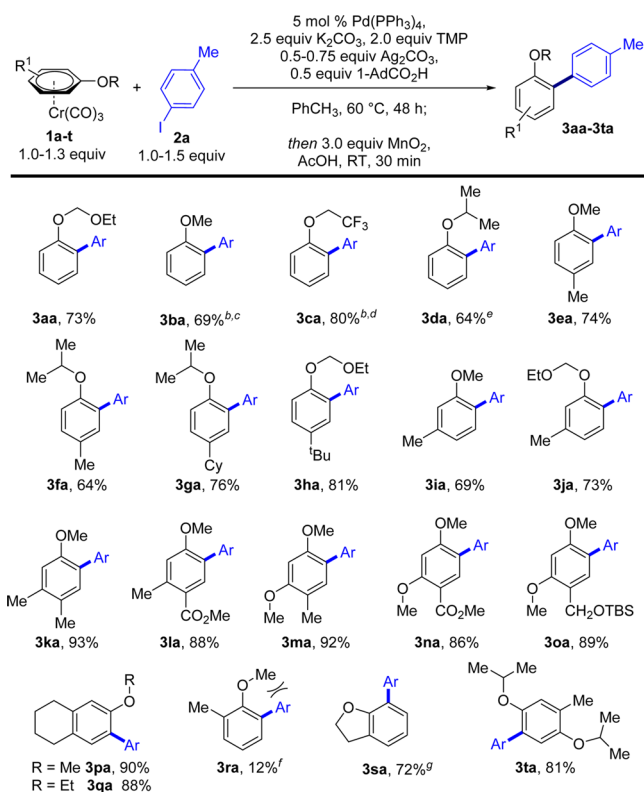 5 mol % Pd(PPh3)4,
2.5 equiv K2CO3, 2.0 equiv TMP
0.5-0.75 equiv Ag2CO3,
0.5 equiv 1-AdCO2H
PhCH3, 60 °C, 48 h;
then 3.0 equiv MnO2,
AcOH, RT, 30 min
R1
OR
Cr(CO)3
1a-t
1.0-1.3 equiv
+
Me
I
2a
1.0-1.5 equiv
OR
Me
R1
3aa-3ta
O OEt
Ar
3aa, 73%
OMe
Ar
3ba, 69%b,c
O CF3
Ar
3ca, 80%b,d
Me
O Me
Ar
3da, 64%e
OMe
Ar
Me
3ea, 74%
Me
Me O
Ar
Me
3fa, 64%
Me
Me O
Ar
Cy
3ga, 76%
O OEt
Ar
tBu
3ha, 81%
OMe
Ar
Me
3ia, 69%
EtO O
Ar
Me
3ja, 73%
OMe
Ar
Me
Me
3ka, 93%
OMe
Ar
Me
CO2Me
3la, 88%
OMe
Ar
O
Me Me
3ma, 92%
OMe
Ar
O
Me CO2Me
3na, 86%
OMe
Ar
O
Me CH2OTBS
3oa, 89%
R
O
Ar
R = Me 3pa, 90%
R = Et 3qa, 88%
O Me
Me Ar
3ra, 12%f
Ar
O
3sa, 72%g
Me Me
O Me
Ar O Me
Me
3ta, 81%